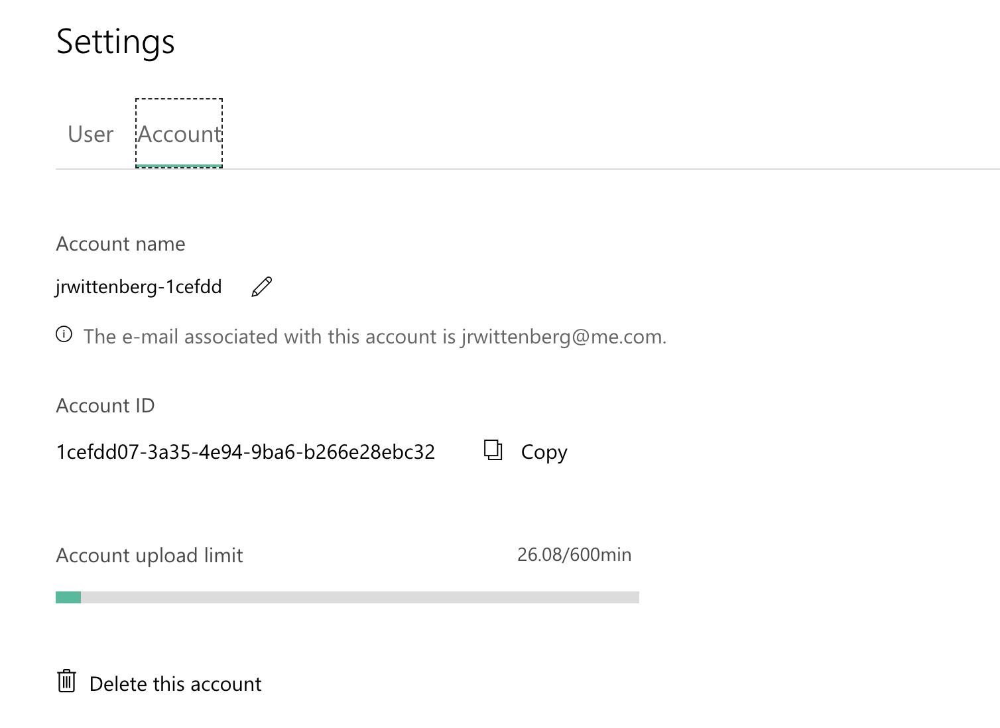 Settings
User Account
Account name
jrwittenberg-1cefdd
The e-mail associated with this account is jrwittenberg@me.com.
Account ID
1cefdd07-3a35-4e94-9ba6-b266e28ebc32 Copy
Account upload limit 26.08/600min
Delete this account